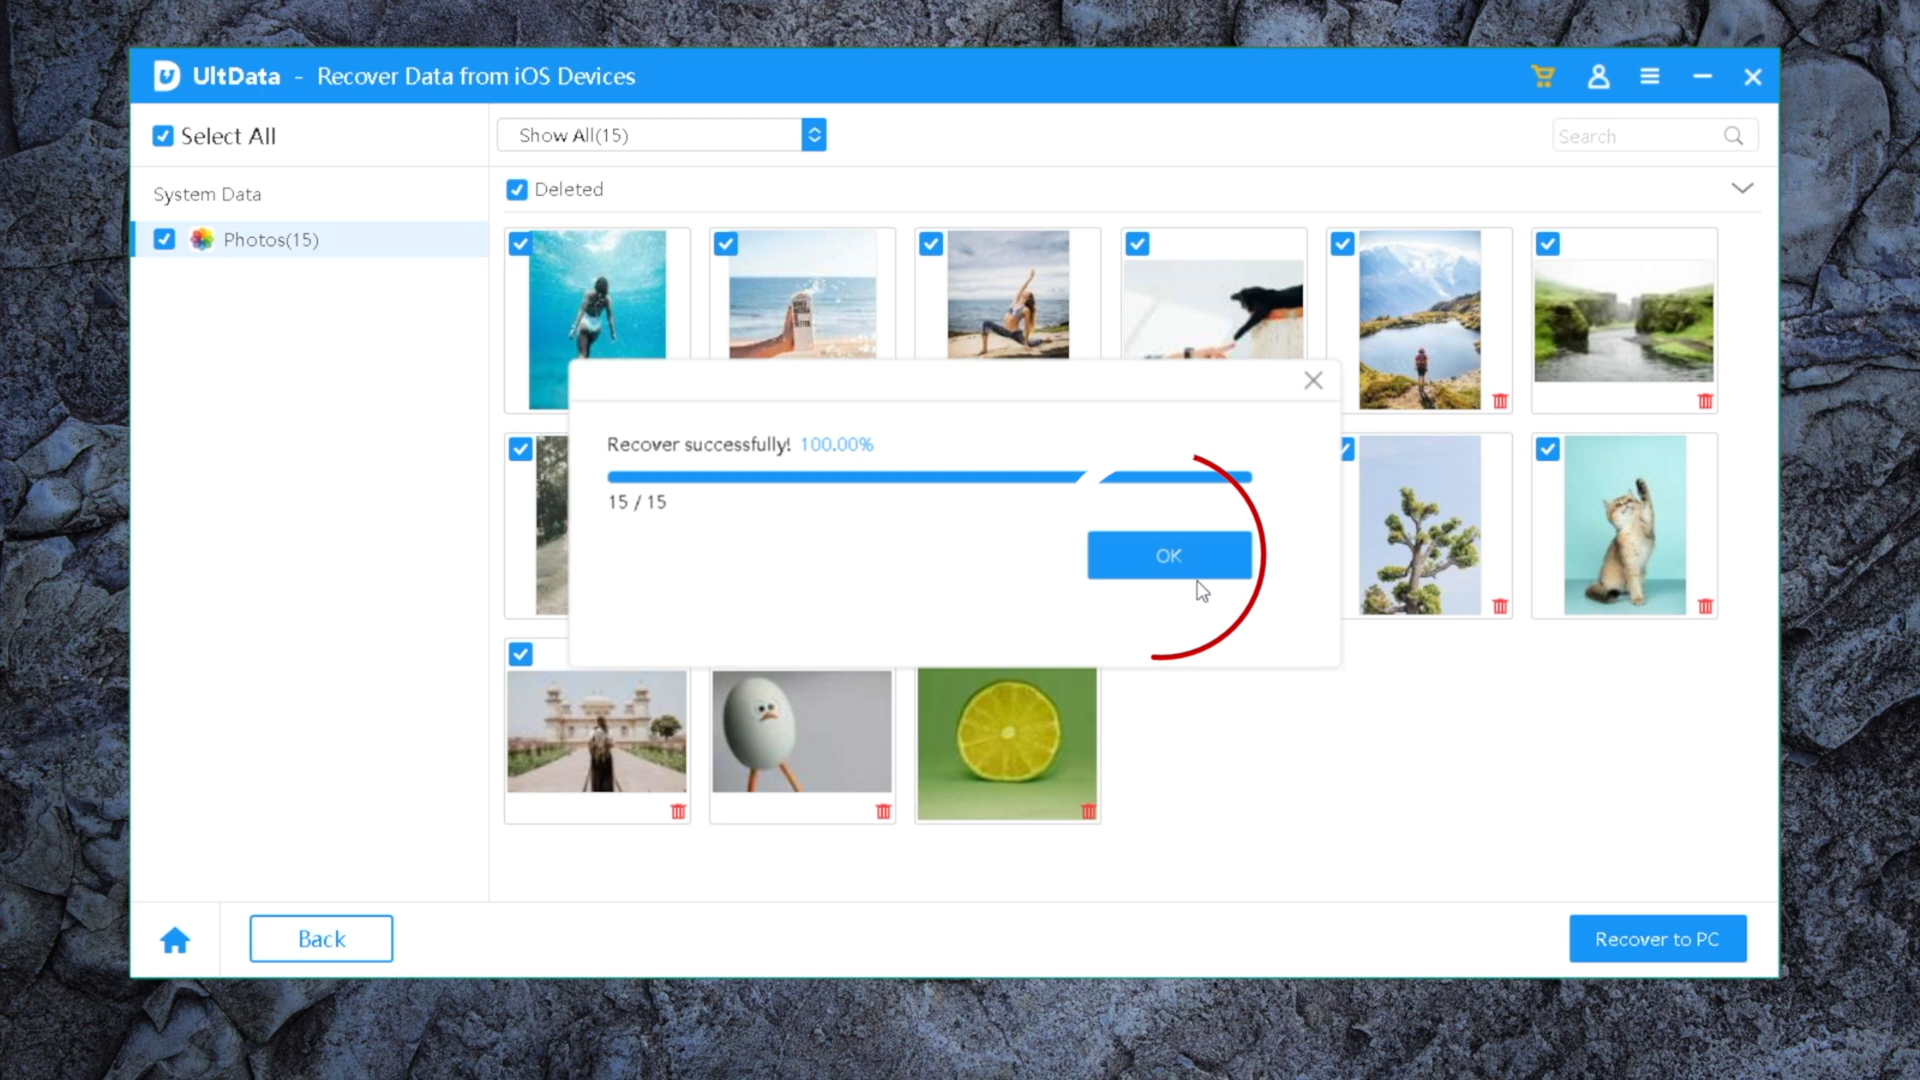 UltData - Recover Data from iOS Devices
Select All
Show All(15)
Search
System Data
Deleted
Photos(15)
Recover successfully! 100.00%
15 / 15
OK
Back
Recover to PC